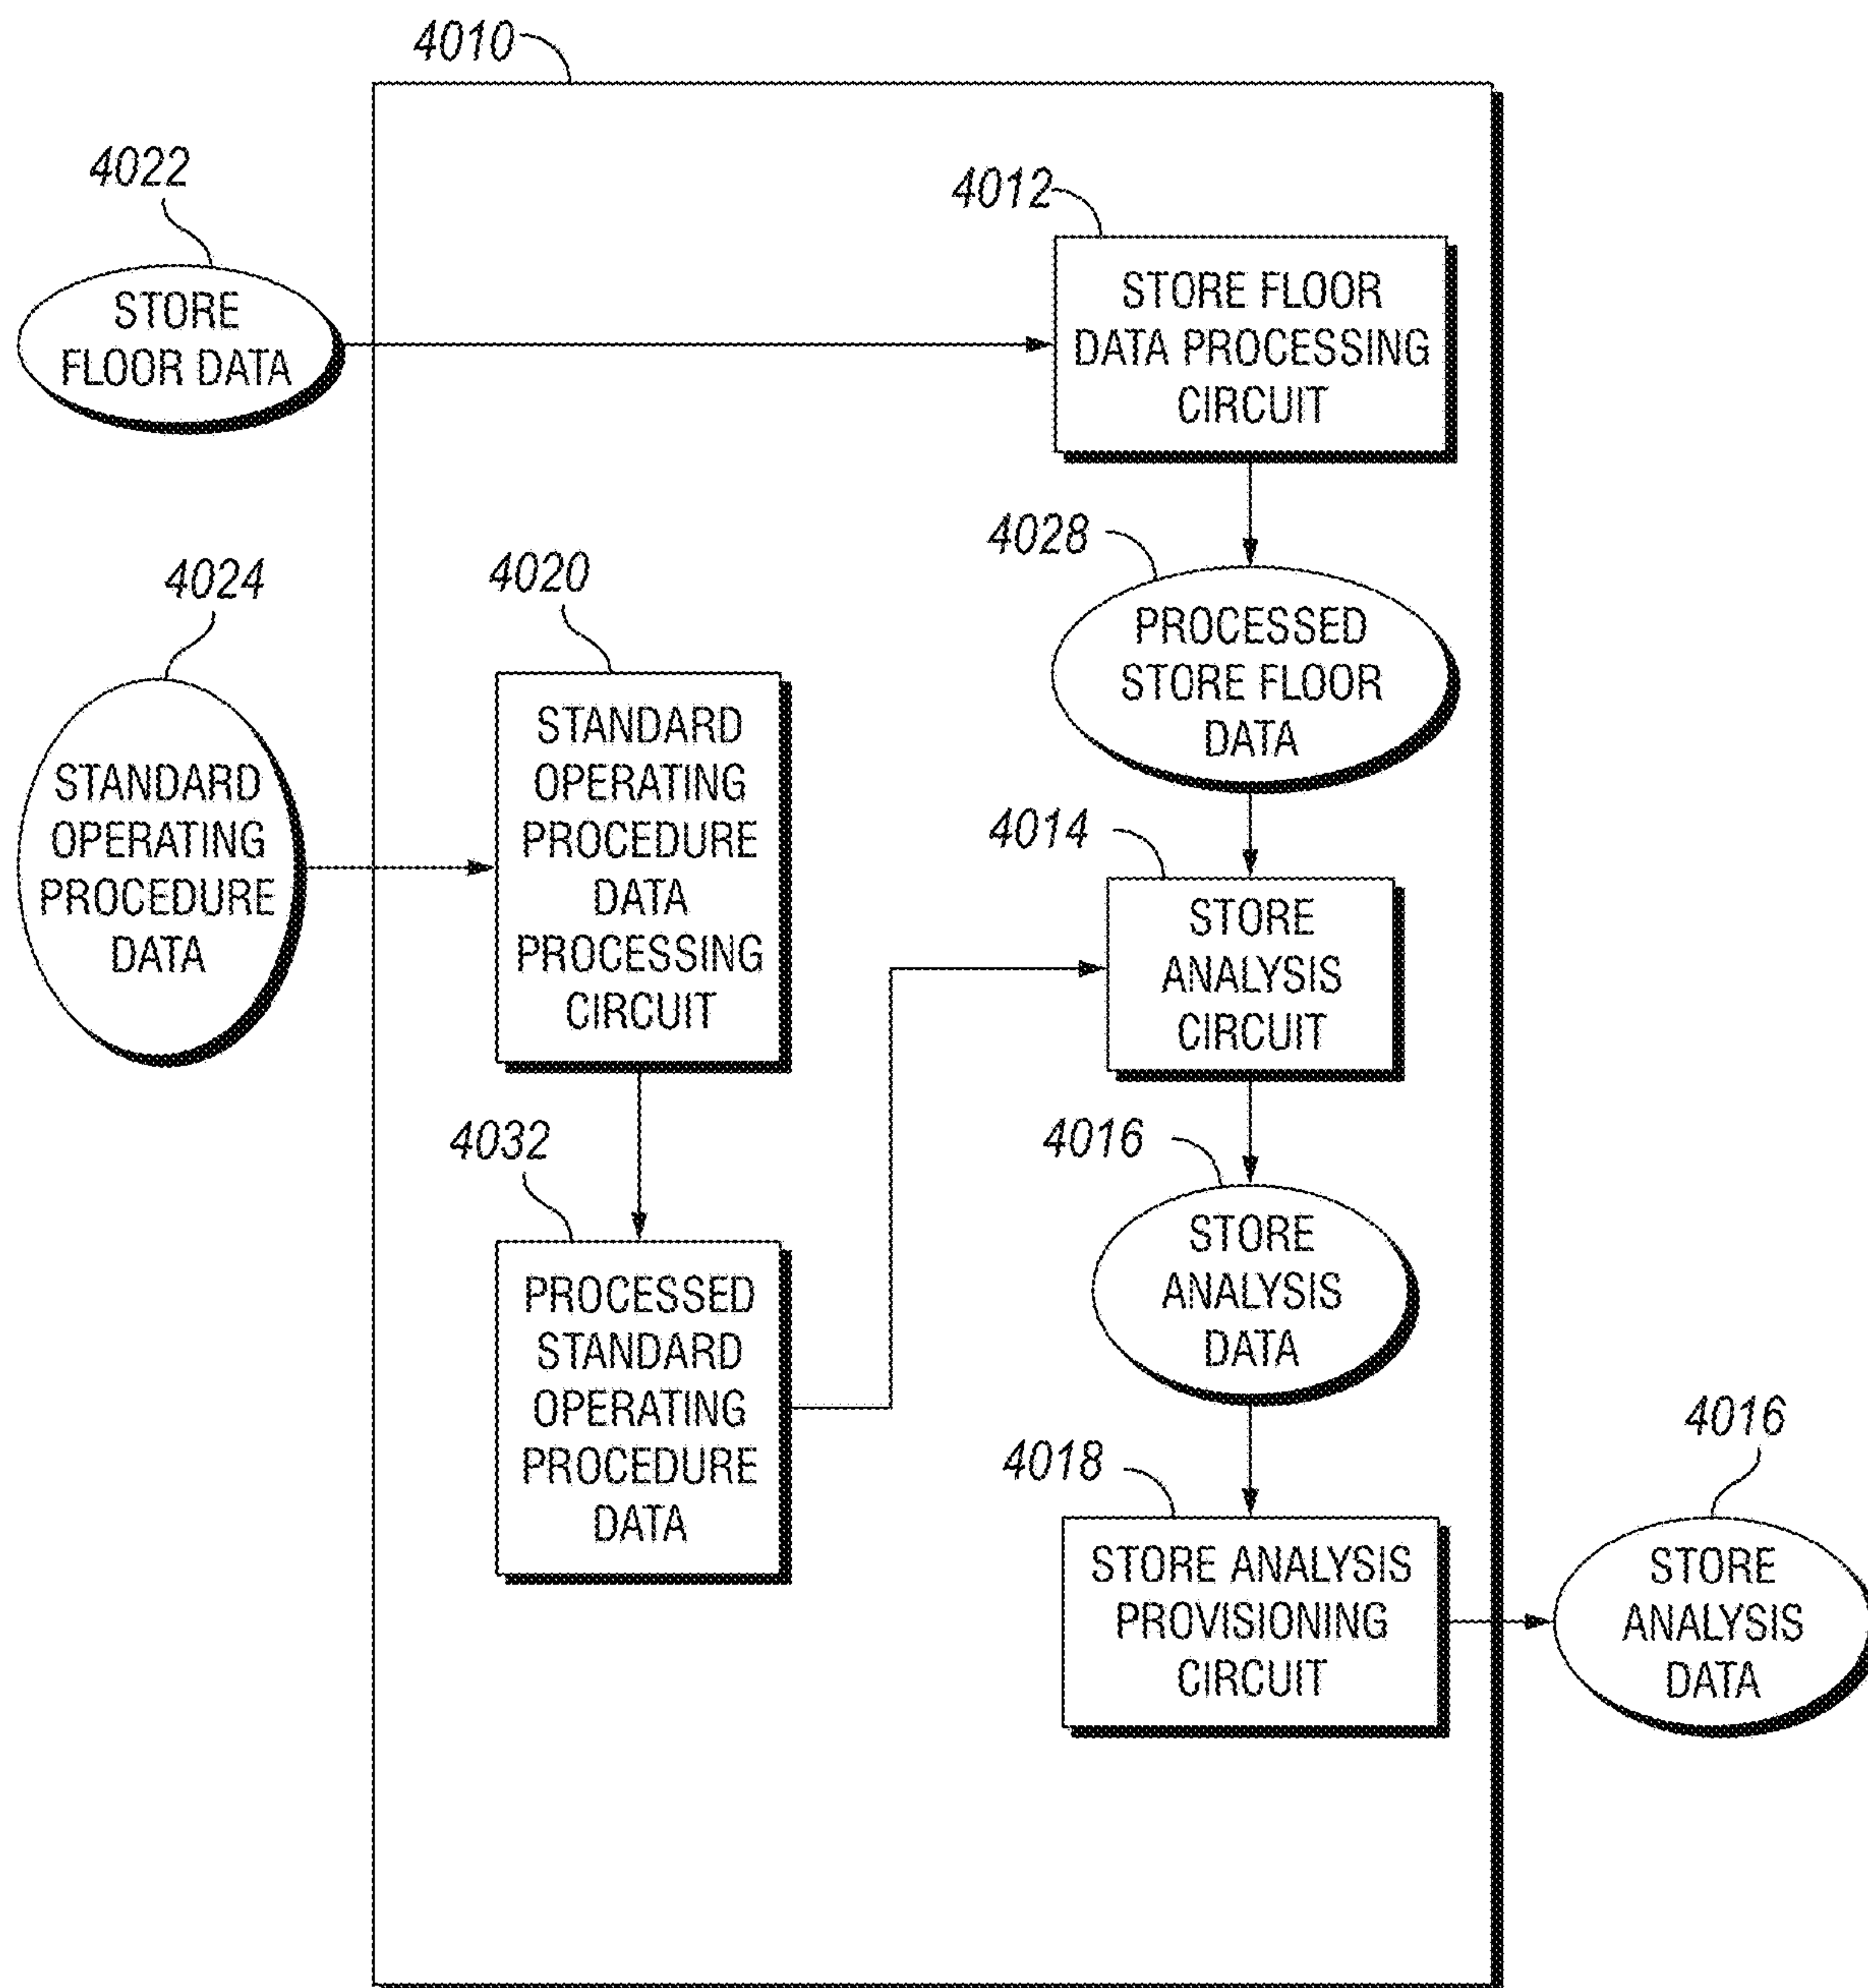 4010
4022
STORE
FLOOR DATA
4012
STORE FLOOR
DATA PROCESSING
CIRCUIT
4028
PROCESSED
STORE FLOOR
DATA
4024
STANDARD
OPERATING
PROCEDURE
DATA
4020
STANDARD
OPERATING
PROCEDURE
DATA
PROCESSING
CIRCUIT
4014
STORE
ANALYSIS
CIRCUIT
4032
PROCESSED
STANDARD
OPERATING
PROCEDURE
DATA
4016
STORE
ANALYSIS
DATA
4018
STORE ANALYSIS
PROVISIONING
CIRCUIT
4016
STORE
ANALYSIS
DATA